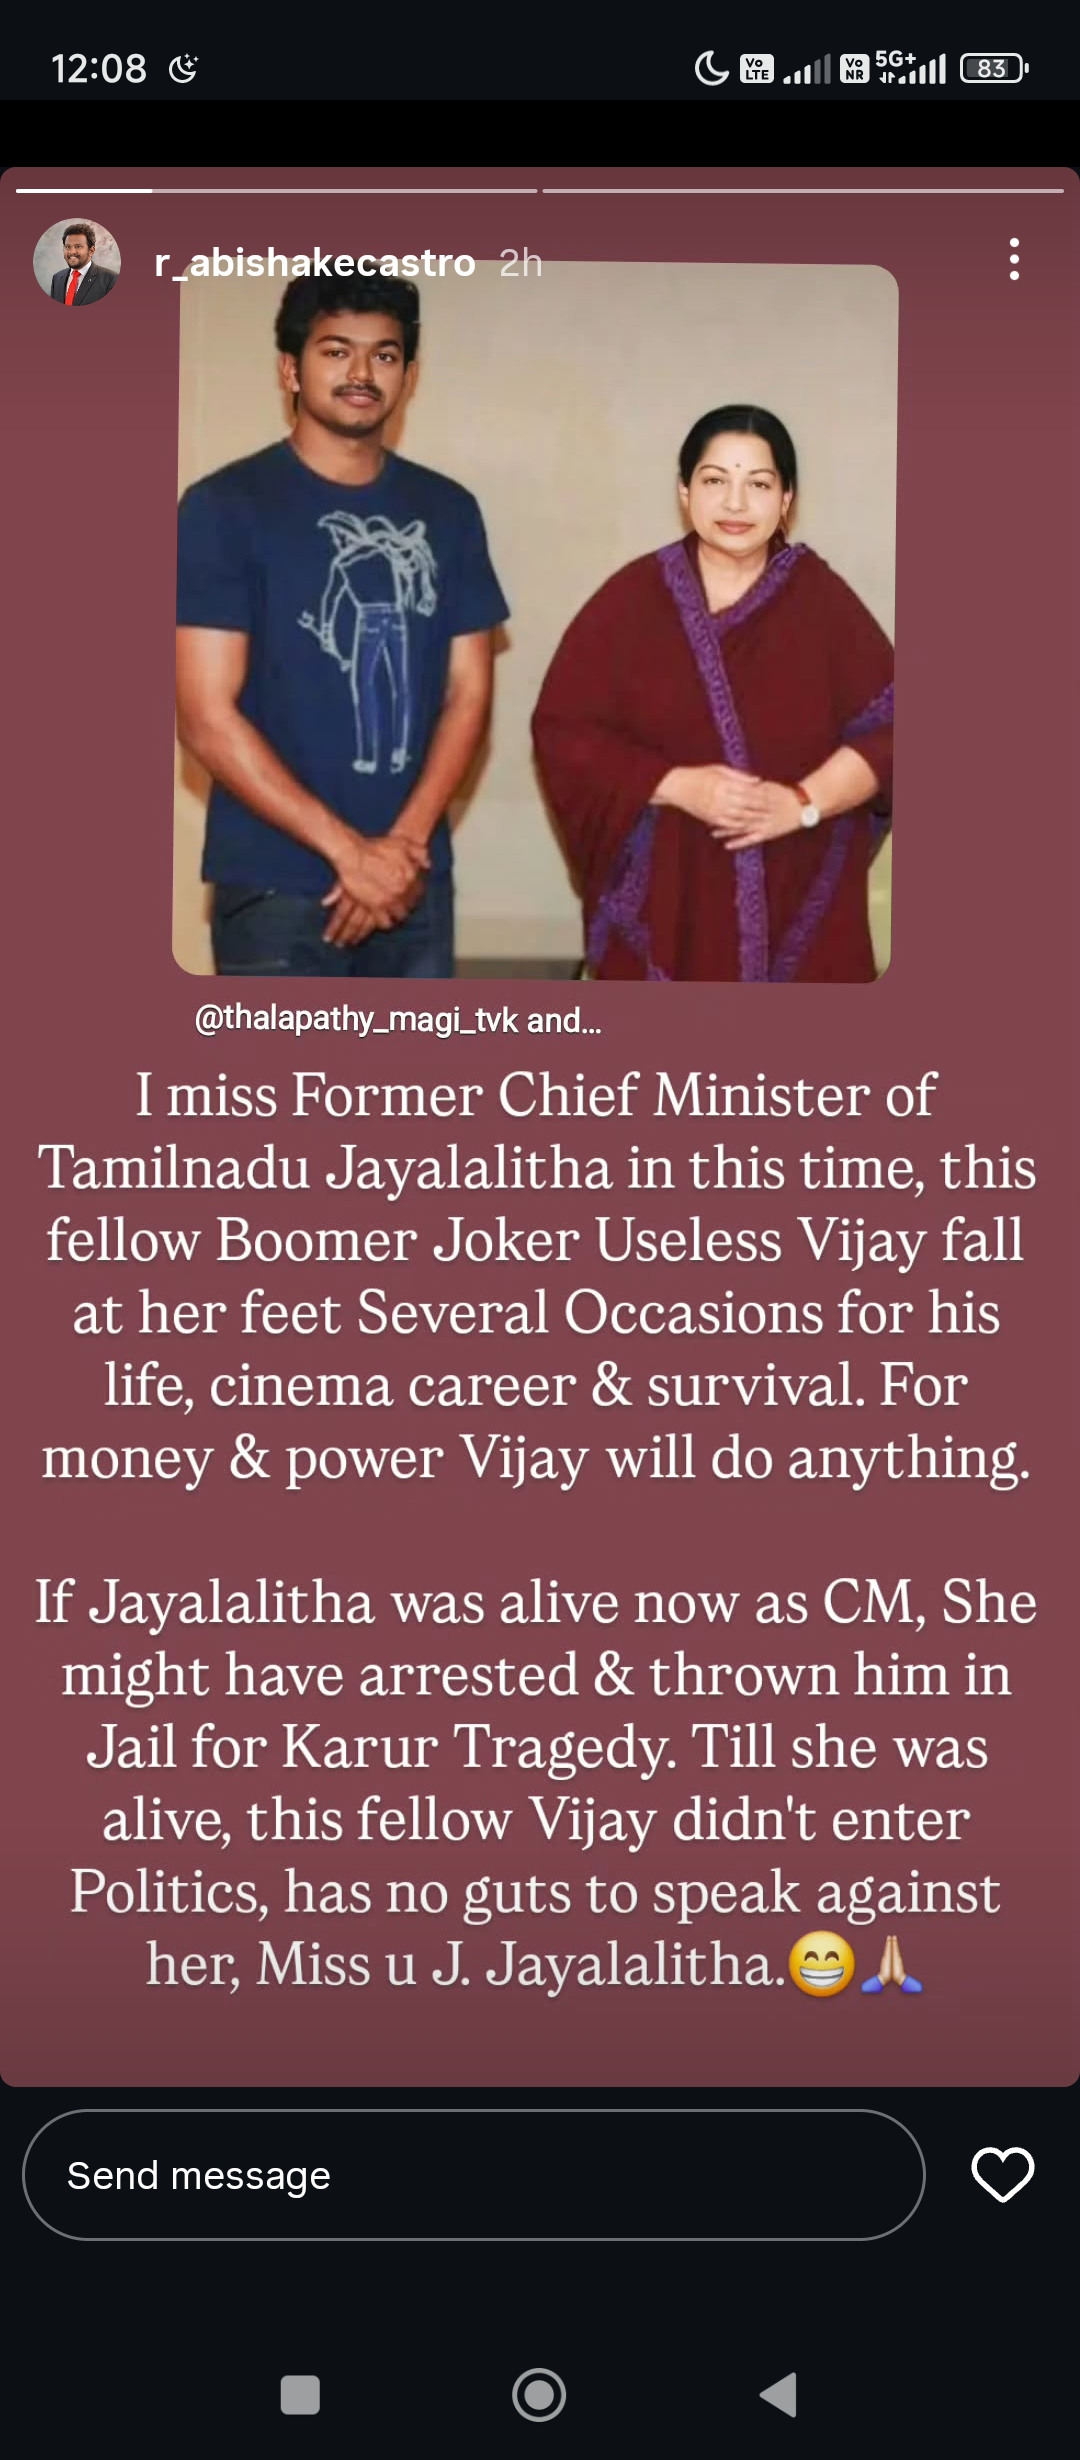 12:08
Vo LTE Vo NR 5G+ 83
r_abishakecastro 2h
@thalapathy_magi_tvk and...
I miss Former Chief Minister of
Tamilnadu Jayalalitha in this time, this
fellow Boomer Joker Useless Vijay fall
at her feet Several Occasions for his
life, cinema career & survival. For
money & power Vijay will do anything.
If Jayalalitha was alive now as CM, She
might have arrested & thrown him in
Jail for Karur Tragedy. Till she was
alive, this fellow Vijay didn't enter
Politics, has no guts to speak against
her, Miss u J. Jayalalitha.😁🙏
Send message